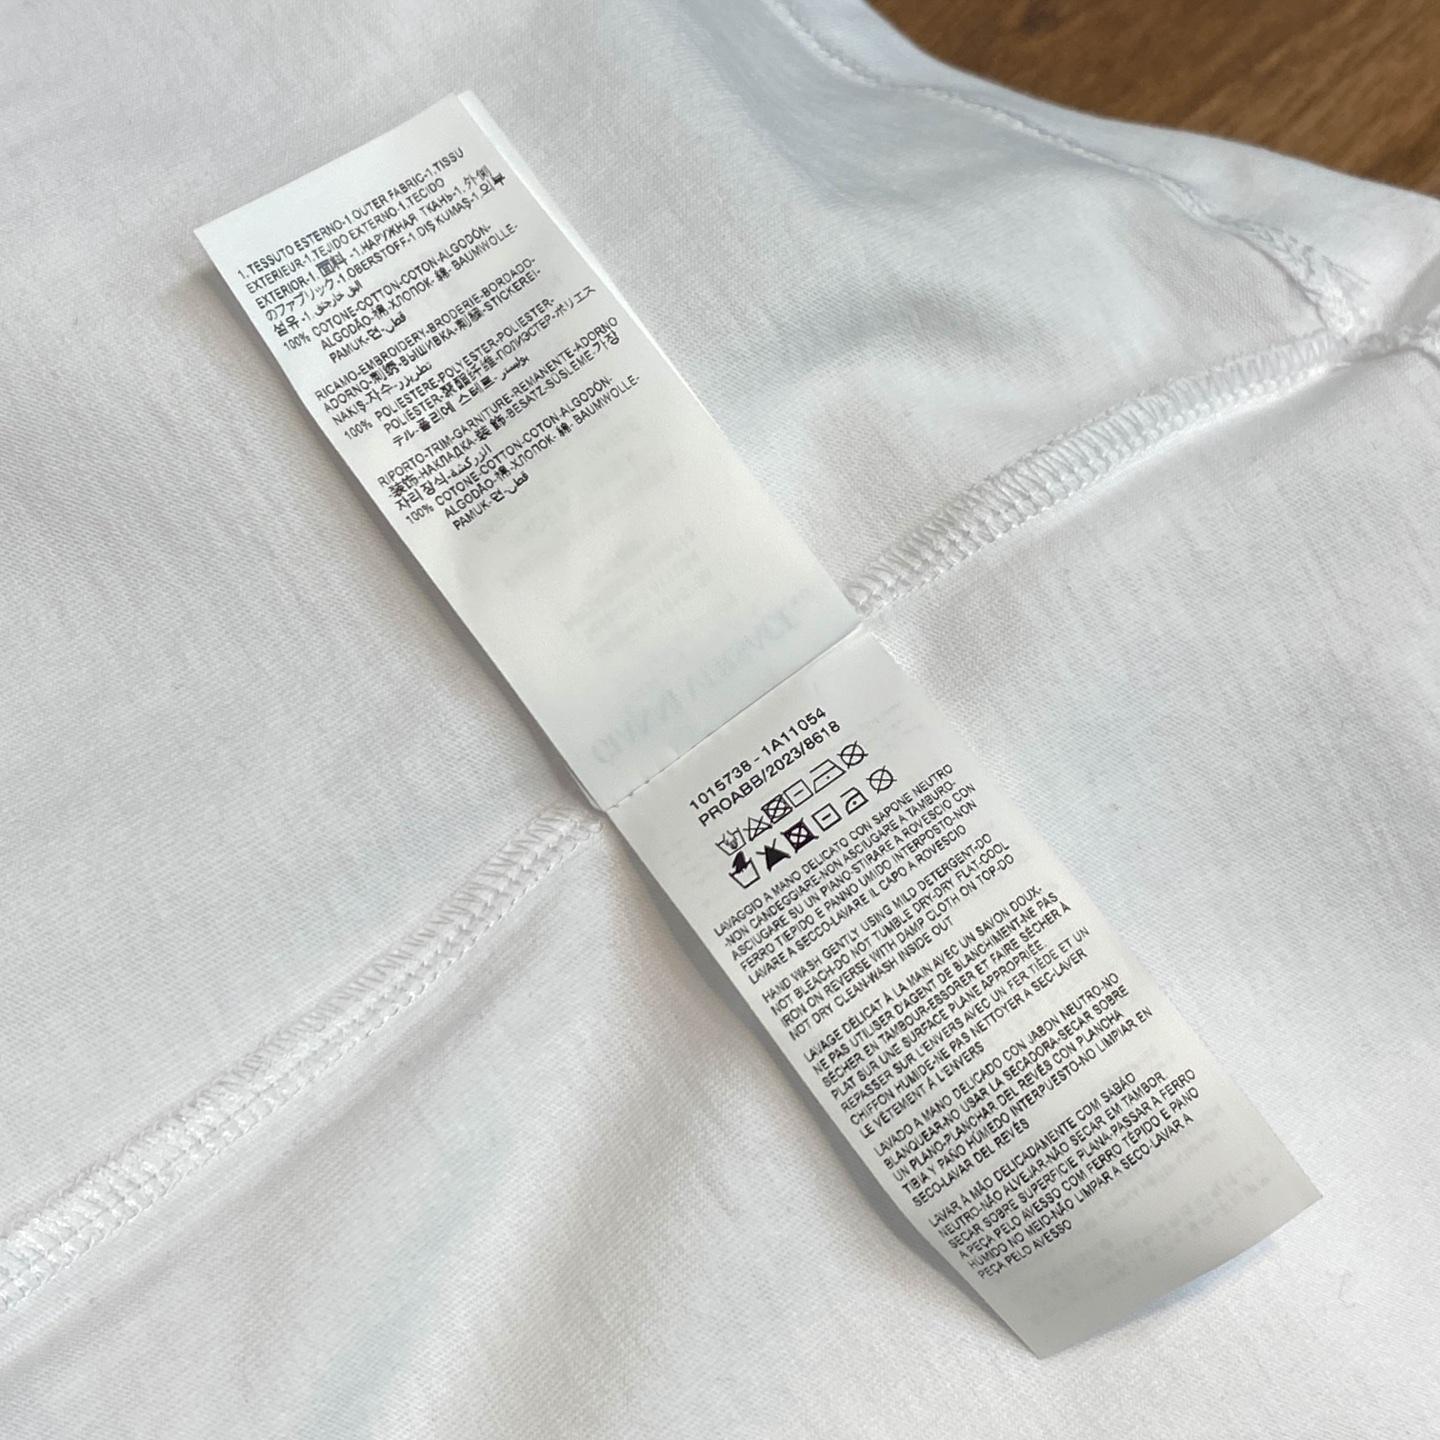 1.TESSUTO ESTERNO-1.OUTER FABRIC-1.TISSU
EXTERIEUR-1.TEJIDO EXTERNO-1.TECIDO
EXTERIOR-1. 面料 -1.НАРУЖНАЯ ТКАНЬ-1. 外側
のファブリック-1.OBERSTOFF-1.DIŞ KUMAŞ-1.외부
섬유 -1.
100% COTONE-COTTON-COTON-ALGODÓN-
ALGODÃO-棉-ХЛОПОК- 綿- BAUMWOLLE-
PAMUK-면-قطن
RICAMO-EMBROIDERY-BRODERIE-BORDADO-
ADORNO-刺绣-ВЫШИВКА-刺繍-STICKEREI-
NAKIŞ-자수-تطريز
100% POLIESTERE-POLYESTER-POLYESTER-
POLIÉSTER-聚酯纤维-ПОЛИЭСТЕР-ポリエス
テル-폴리에 스테르-بوليستر
RIPORTO-TRIM-GARNITURE-REMANENTE-ADORNO
-装饰-НАКЛАДКА-装 飾-BESATZ-SÜSLEME-가장
자리 장식-الزركشة
100% COTONE-COTTON-COTON-ALGODÓN-
ALGODÃO-棉-ХЛОПОК- 綿- BAUMWOLLE-
PAMUK-면-قطن
1015738 - 1A11054
PROABB/2023/8618
LAVAGGIO A MANO DELICATO CON SAPONE NEUTRO
-NON CANDEGGIARE-NON ASCIUGARE A TAMBURO-
ASCIUGARE SU UN PIANO-STIRARE A ROVESCIO CON
FERRO TIEPIDO E PANNO UMIDO INTERPOSTO-NON
LAVARE A SECCO-LAVARE IL CAPO A ROVESCIO
HAND WASH GENTLY USING MILD DETERGENT-DO
NOT BLEACH-DO NOT TUMBLE DRY-DRY FLAT-COOL
IRON ON REVERSE WITH DAMP CLOTH ON TOP-DO
NOT DRY CLEAN-WASH INSIDE OUT
LAVAGE DÉLICAT À LA MAIN AVEC UN SAVON DOUX-
NE PAS UTILISER D'AGENT DE BLANCHIMENT-NE PAS
SÉCHER EN TAMBOUR-ESSORER ET FAIRE SÉCHER À
PLAT SUR UNE SURFACE PLANE APPROPRIÉE
REPASSER SUR L'ENVERS AVEC UN FER TIÈDE ET UN
CHIFFON HUMIDE-NE PAS NETTOYER A SEC-LAVER
LE VÊTEMENT À L'ENVERS
LAVADO A MANO DELICADO CON JABON NEUTRO-NO
BLANQUEAR-NO USAR LA SECADORA-SECAR SOBRE
UN PLANO-PLANCHAR DEL REVÉS CON PLANCHA
TIBIA Y PAÑO HÚMEDO INTERPUESTO-NO LIMPIAR EN
SECO-LAVAR DEL REVÉS
LAVAR À MÃO DELICADAMENTE COM SABÃO
NEUTRO-NÃO ALVEJAR-NÃO SECAR EM TAMBOR.
SECAR SOBRE SUPERFICIE PLANA-PASSAR A FERRO
A PEÇA PELO AVESSO COM FERRO TÉPIDO E PANO
HÚMIDO NO MEIO-NÃO LIMPAR A SECO-LAVAR A
PEÇA PELO AVESSO